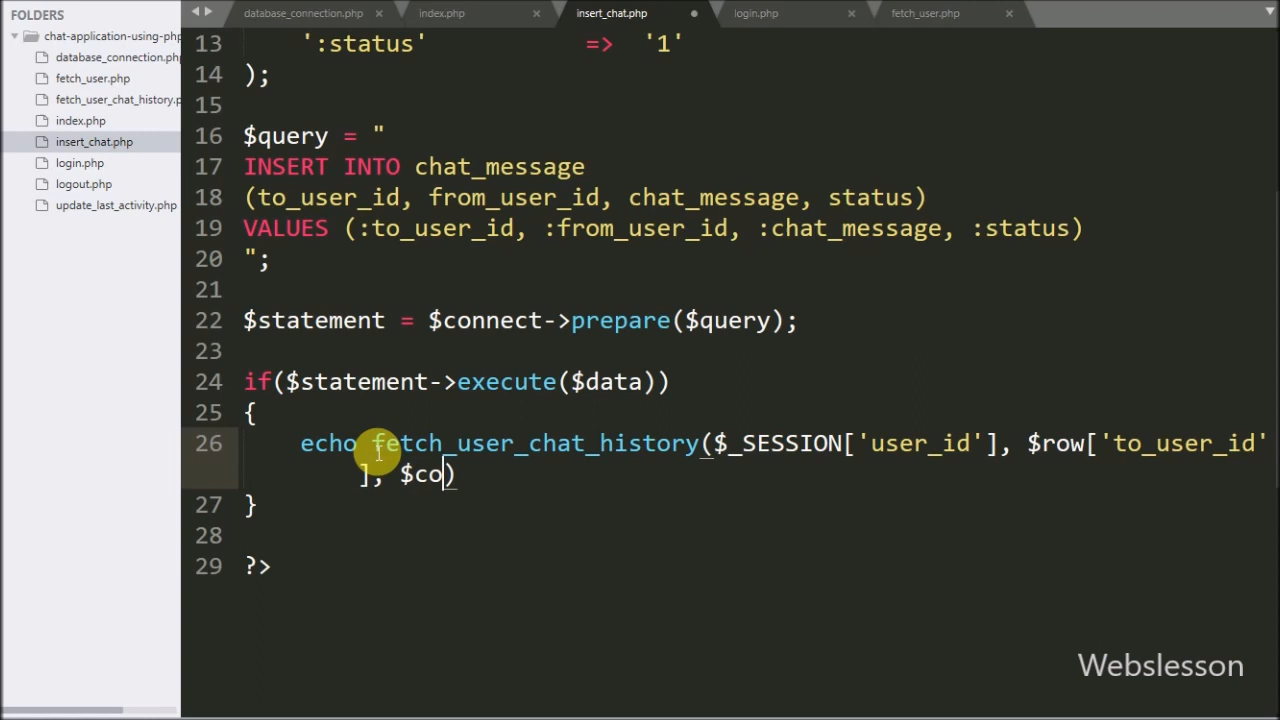 FOLDERS
chat-application-using-php
database_connection.php
fetch_user.php
fetch_user_chat_history.p
index.php
insert_chat.php
login.php
logout.php
update_last_activity.php
database_connection.php × index.php × insert_chat.php login.php × fetch_user.php ×
13 ':status' => '1'
14 );
15
16 $query = "
17 INSERT INTO chat_message
18 (to_user_id, from_user_id, chat_message, status)
19 VALUES (:to_user_id, :from_user_id, :chat_message, :status)
20 ";
21
22 $statement = $connect->prepare($query);
23
24 if($statement->execute($data))
25 {
26 echo fetch_user_chat_history($_SESSION['user_id'], $row['to_user_id'
], $co)
27 }
28
29 ?>
Webslesson